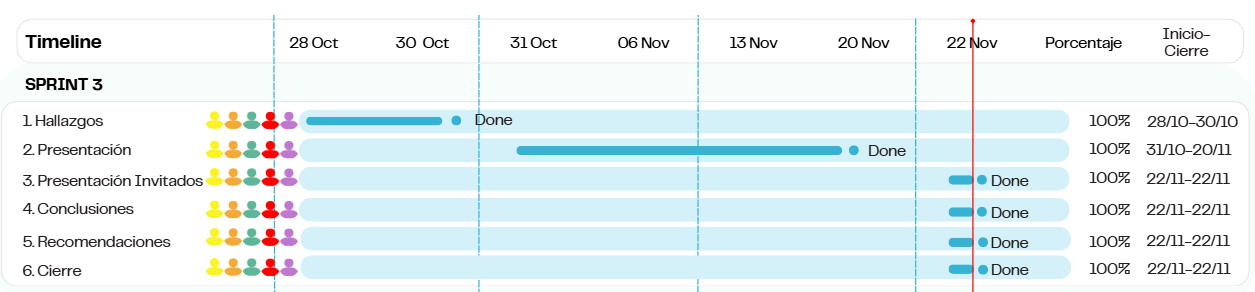 Timeline 28 Oct 30 Oct 31 Oct 06 Nov 13 Nov 20 Nov 22 Nov Porcentaje Inicio-
Cierre
SPRINT 3
1. Hallazgos Done 100% 28/10-30/10
2. Presentación Done 100% 31/10-20/11
3. Presentación Invitados Done 100% 22/11-22/11
4. Conclusiones Done 100% 22/11-22/11
5. Recomendaciones Done 100% 22/11-22/11
6. Cierre Done 100% 22/11-22/11